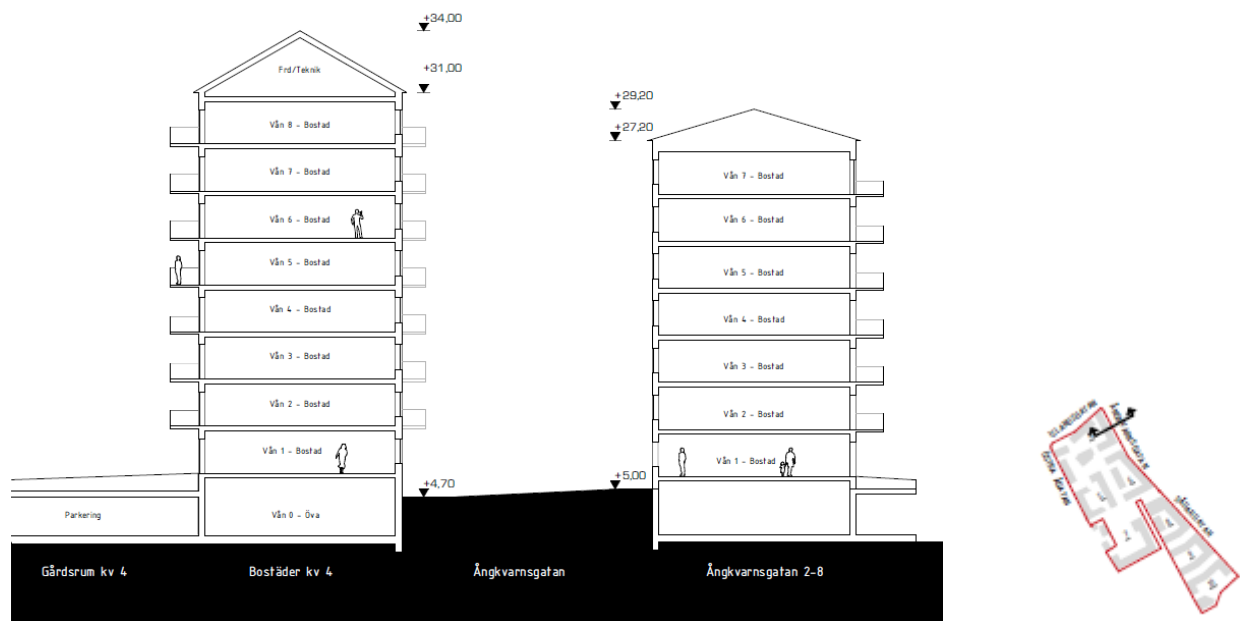 +34,00
+31,00
Frd/Teknik
Vån 8 - Bostad
Vån 7 - Bostad
Vån 6 - Bostad
Vån 5 - Bostad
Vån 4 - Bostad
Vån 3 - Bostad
Vån 2 - Bostad
Vån 1 - Bostad
Parkering
Vån 0 - Öva
+4,70
+29,20
+27,20
Vån 7 - Bostad
Vån 6 - Bostad
Vån 5 - Bostad
Vån 4 - Bostad
Vån 3 - Bostad
Vån 2 - Bostad
Vån 1 - Bostad
+5,00
Gårdsrum kv 4
Bostäder kv 4
Ångkvarnsgatan
Ångkvarnsgatan 2-8
ÅNGKVARNSGATAN
ÖSTRA ÅGATAN